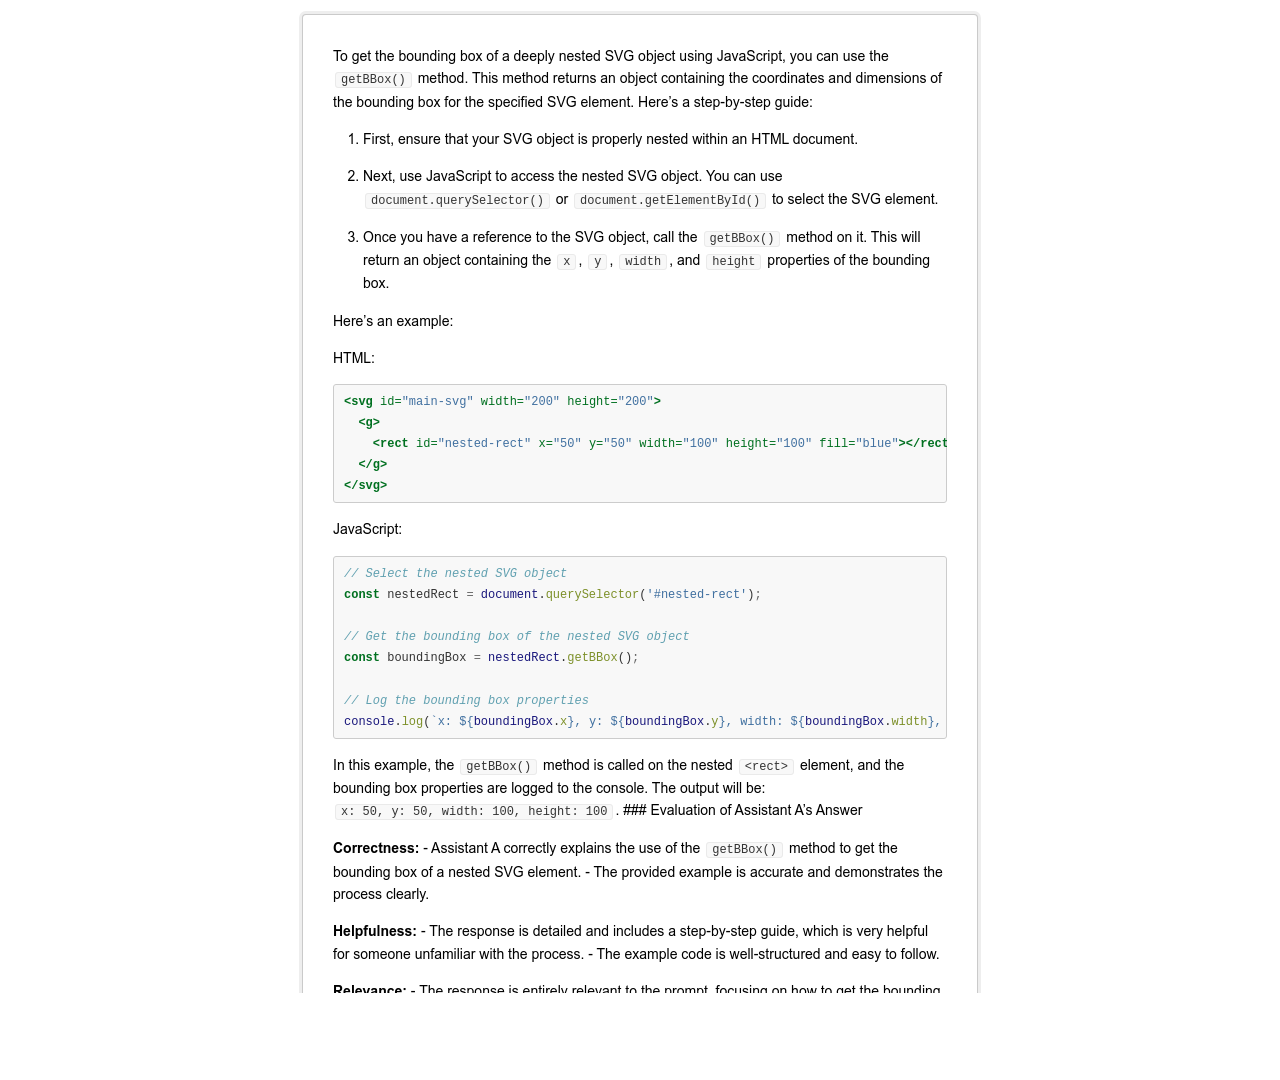 To get the bounding box of a deeply nested SVG object using JavaScript, you can use the
getBBox() method. This method returns an object containing the coordinates and dimensions of
the bounding box for the specified SVG element. Here’s a step-by-step guide:
1. First, ensure that your SVG object is properly nested within an HTML document.
2. Next, use JavaScript to access the nested SVG object. You can use
document.querySelector() or document.getElementById() to select the SVG element.
3. Once you have a reference to the SVG object, call the getBBox() method on it. This will
return an object containing the x , y , width , and height properties of the bounding
box.
Here’s an example:
HTML:
<svg id="main-svg" width="200" height="200">
  <g>
    <rect id="nested-rect" x="50" y="50" width="100" height="100" fill="blue"></rect
  </g>
</svg>
JavaScript:
// Select the nested SVG object
const nestedRect = document.querySelector('#nested-rect');
// Get the bounding box of the nested SVG object
const boundingBox = nestedRect.getBBox();
// Log the bounding box properties
console.log(`x: ${boundingBox.x}, y: ${boundingBox.y}, width: ${boundingBox.width},
In this example, the getBBox() method is called on the nested <rect> element, and the
bounding box properties are logged to the console. The output will be:
x: 50, y: 50, width: 100, height: 100 . ### Evaluation of Assistant A’s Answer
Correctness: - Assistant A correctly explains the use of the getBBox() method to get the
bounding box of a nested SVG element. - The provided example is accurate and demonstrates the
process clearly.
Helpfulness: - The response is detailed and includes a step-by-step guide, which is very helpful
for someone unfamiliar with the process. - The example code is well-structured and easy to follow.
Relevance: - The response is entirely relevant to the prompt, focusing on how to get the bounding